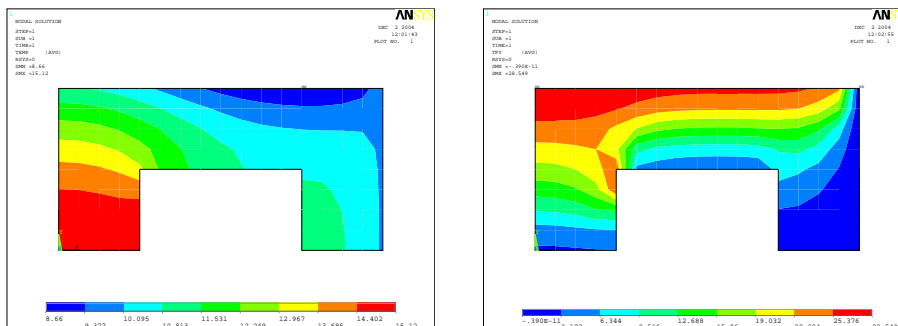 1
ANSYS
NODAL SOLUTION
DEC 2 2004
12:01:43
PLOT NO. 1
STEP=1
SUB =1
TIME=1
TEMP (AVG)
RSYS=0
SMN =8.66
SMX =15.12
8.66 10.095 11.531 12.967 14.402
1
ANSYS
NODAL SOLUTION
DEC 2 2004
12:02:55
PLOT NO. 1
STEP=1
SUB =1
TIME=1
TFY (AVG)
RSYS=0
SMN =-.390E-11
SMX =28.549
-.390E-11 6.344 12.688 19.032 25.376